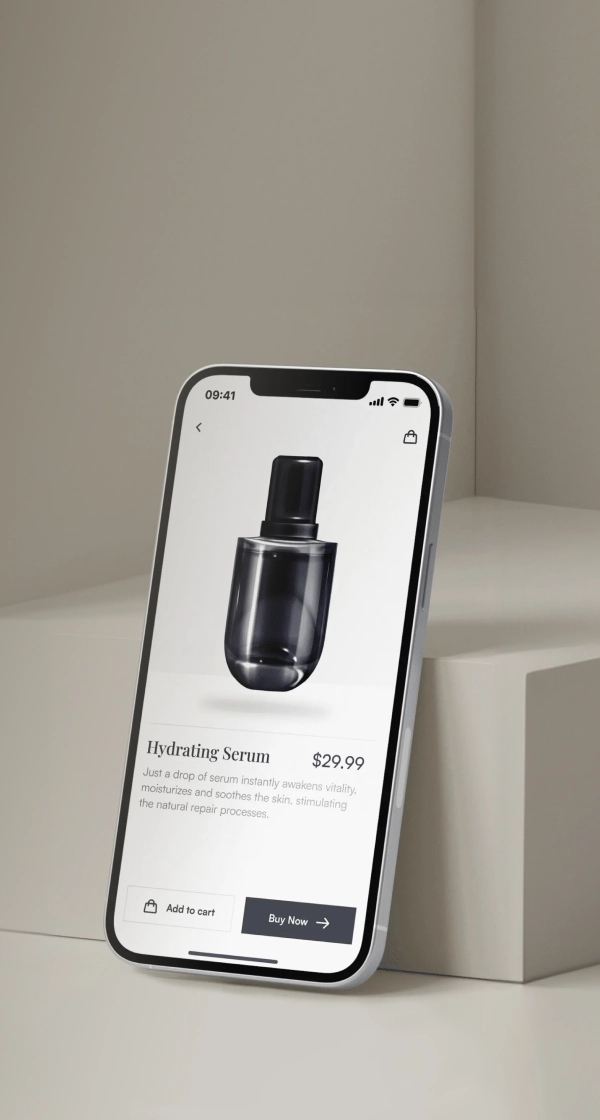 09:41
Hydrating Serum
$29.99
Just a drop of serum instantly awakens vitality,
moisturizes and soothes the skin, stimulating
the natural repair processes.
Add to cart
Buy Now